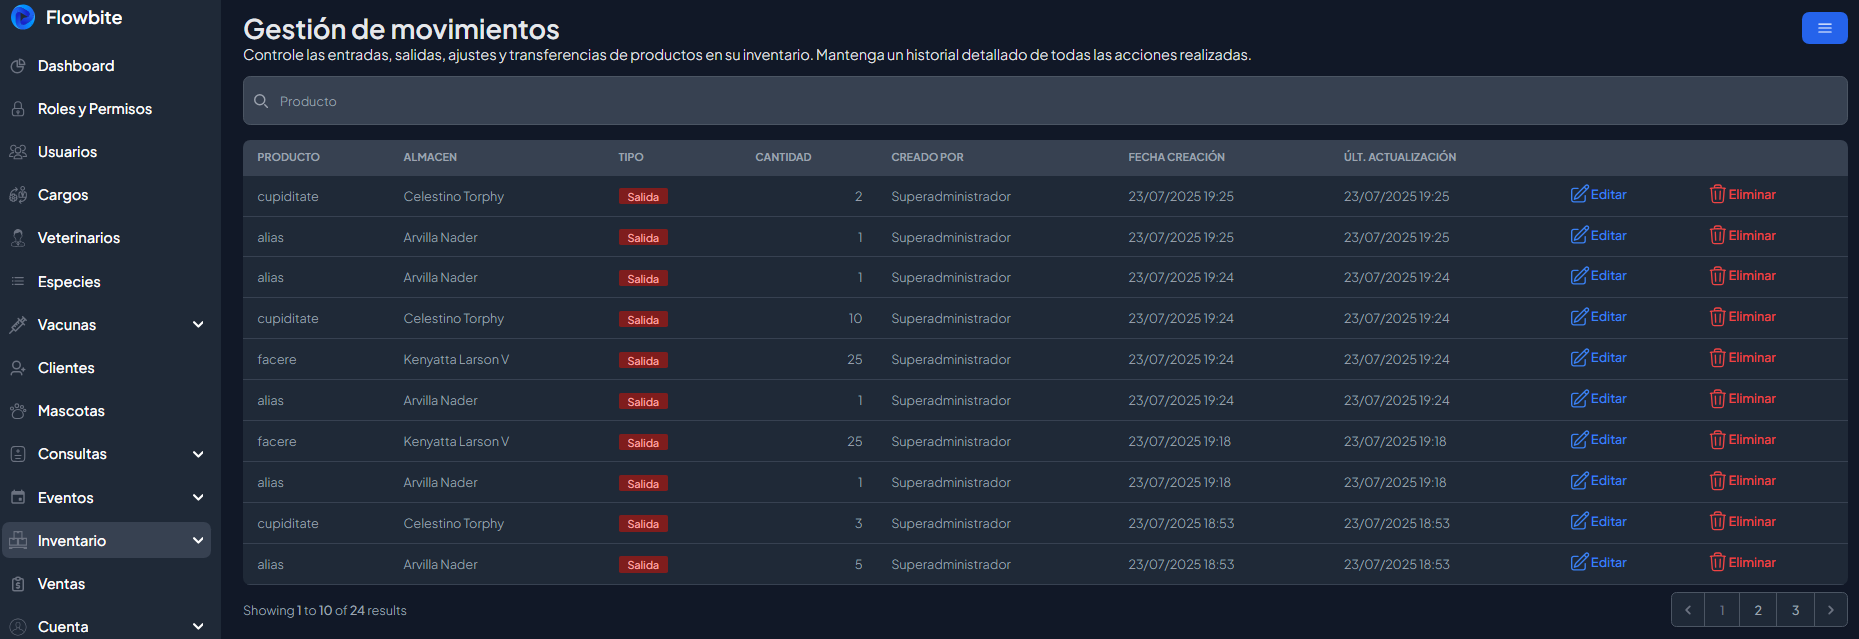 Flowbite
Dashboard
Roles y Permisos
Usuarios
Cargos
Veterinarios
Especies
Vacunas
Clientes
Mascotas
Consultas
Eventos
Inventario
Ventas
Cuenta
Gestión de movimientos
Controle las entradas, salidas, ajustes y transferencias de productos en su inventario. Mantenga un historial detallado de todas las acciones realizadas.
Producto
PRODUCTO ALMACEN TIPO CANTIDAD CREADO POR FECHA CREACIÓN ÚLT. ACTUALIZACIÓN
cupiditate Celestino Torphy Salida 2 Superadministrador 23/07/2025 19:25 23/07/2025 19:25 Editar Eliminar
alias Arvilla Nader Salida 1 Superadministrador 23/07/2025 19:25 23/07/2025 19:25 Editar Eliminar
alias Arvilla Nader Salida 1 Superadministrador 23/07/2025 19:24 23/07/2025 19:24 Editar Eliminar
cupiditate Celestino Torphy Salida 10 Superadministrador 23/07/2025 19:24 23/07/2025 19:24 Editar Eliminar
facere Kenyatta Larson V Salida 25 Superadministrador 23/07/2025 19:24 23/07/2025 19:24 Editar Eliminar
alias Arvilla Nader Salida 1 Superadministrador 23/07/2025 19:24 23/07/2025 19:24 Editar Eliminar
facere Kenyatta Larson V Salida 25 Superadministrador 23/07/2025 19:18 23/07/2025 19:18 Editar Eliminar
alias Arvilla Nader Salida 1 Superadministrador 23/07/2025 19:18 23/07/2025 19:18 Editar Eliminar
cupiditate Celestino Torphy Salida 3 Superadministrador 23/07/2025 18:53 23/07/2025 18:53 Editar Eliminar
alias Arvilla Nader Salida 5 Superadministrador 23/07/2025 18:53 23/07/2025 18:53 Editar Eliminar
Showing 1 to 10 of 24 results
1 2 3